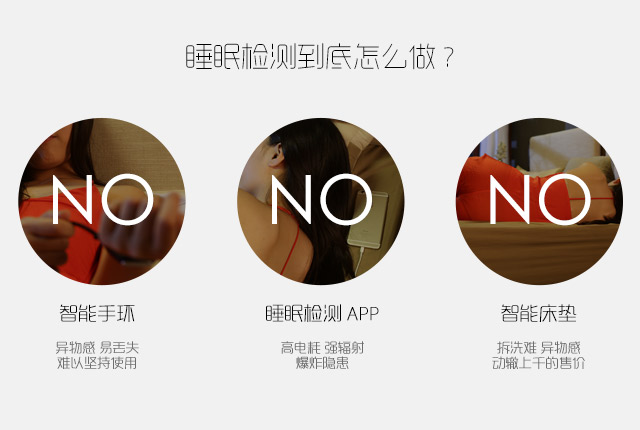 睡眠检测到底怎么做？
NO
NO
NO
智能手环
睡眠检测 APP
智能床垫
异物感 易丢失
难以坚持使用
高电耗 强辐射
爆炸隐患
拆洗难 异物感
动辙上千的售价